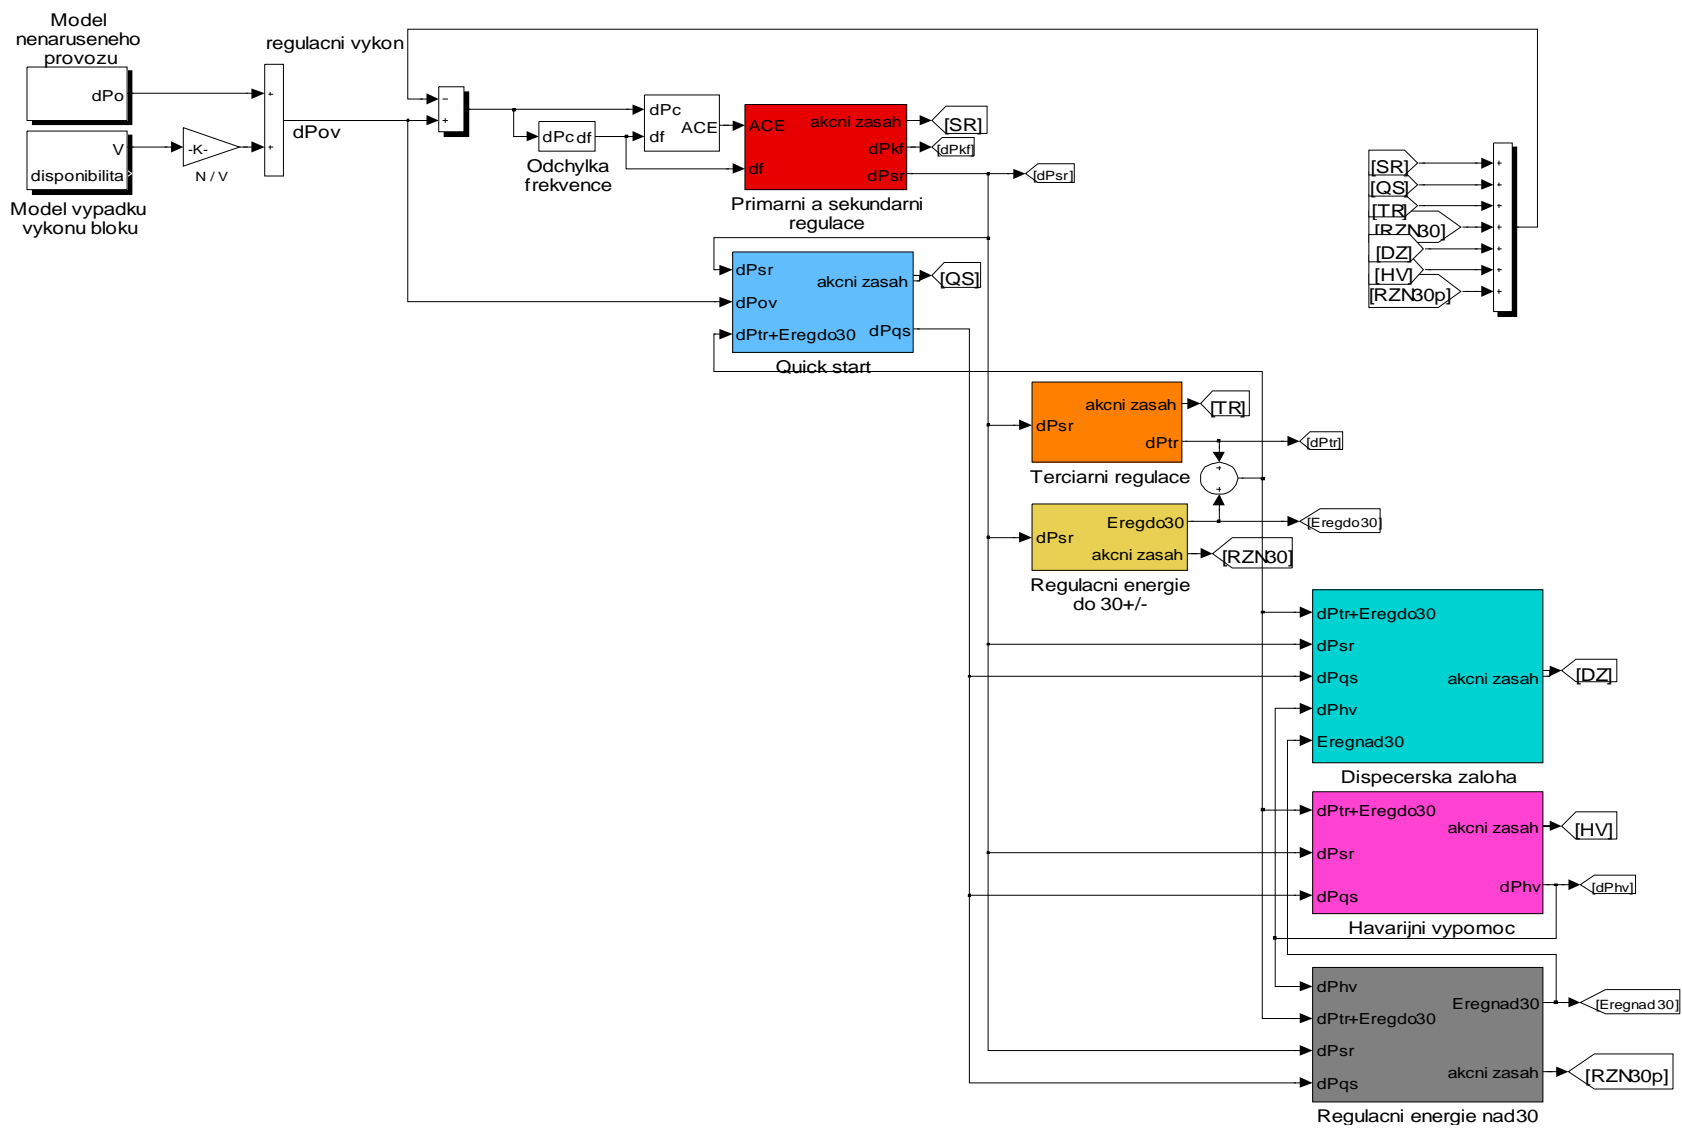 Model
nenaruseneho
provozu
dPo
V
disponibilita
Model vypadku
vykonu bloku
-K-
N / V
+
+
dPov
regulacni vykon
−
+
dPc df
Odchylka
frekvence
dPc
df
ACE
ACE
df
akcni zasah
dPkf
dPsr
Primarni a sekundarni
regulace
[SR]
[dPkf]
[dPsr]
dPsr
dPov
dPtr+Eregdo30
akcni zasah
dPqs
Quick start
[QS]
[SR]
[QS]
[TR]
[RZN30]
[DZ]
[HV]
[RZN30p]
+
+
+
+
+
+
+
dPsr
akcni zasah
dPtr
Terciarni regulace
[TR]
[dPtr]
+
+
dPsr
Eregdo30
akcni zasah
Regulacni energie
do 30+/-
[Eregdo30]
[RZN30]
dPtr+Eregdo30
dPsr
dPqs
dPhv
Eregnad30
akcni zasah
Dispecerska zaloha
[DZ]
dPtr+Eregdo30
dPsr
dPqs
akcni zasah
dPhv
Havarijni vypomoc
[HV]
[dPhv]
dPhv
dPtr+Eregdo30
dPsr
dPqs
Eregnad30
akcni zasah
Regulacni energie nad30
[Eregnad30]
[RZN30p]